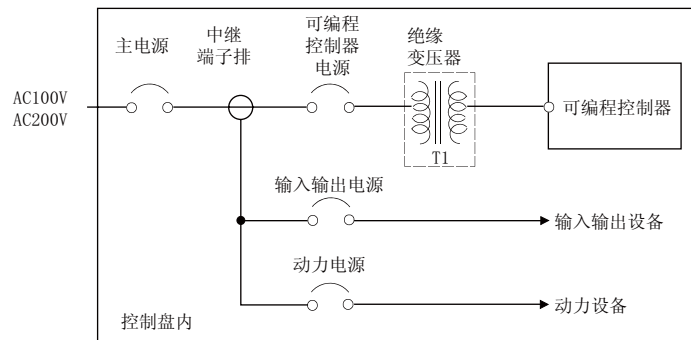 主电源
中继
端子排
可编程
控制器
电源
绝缘
变压器
AC100V
AC200V
T1
可编程控制器
输入输出电源
输入输出设备
动力电源
动力设备
控制盘内